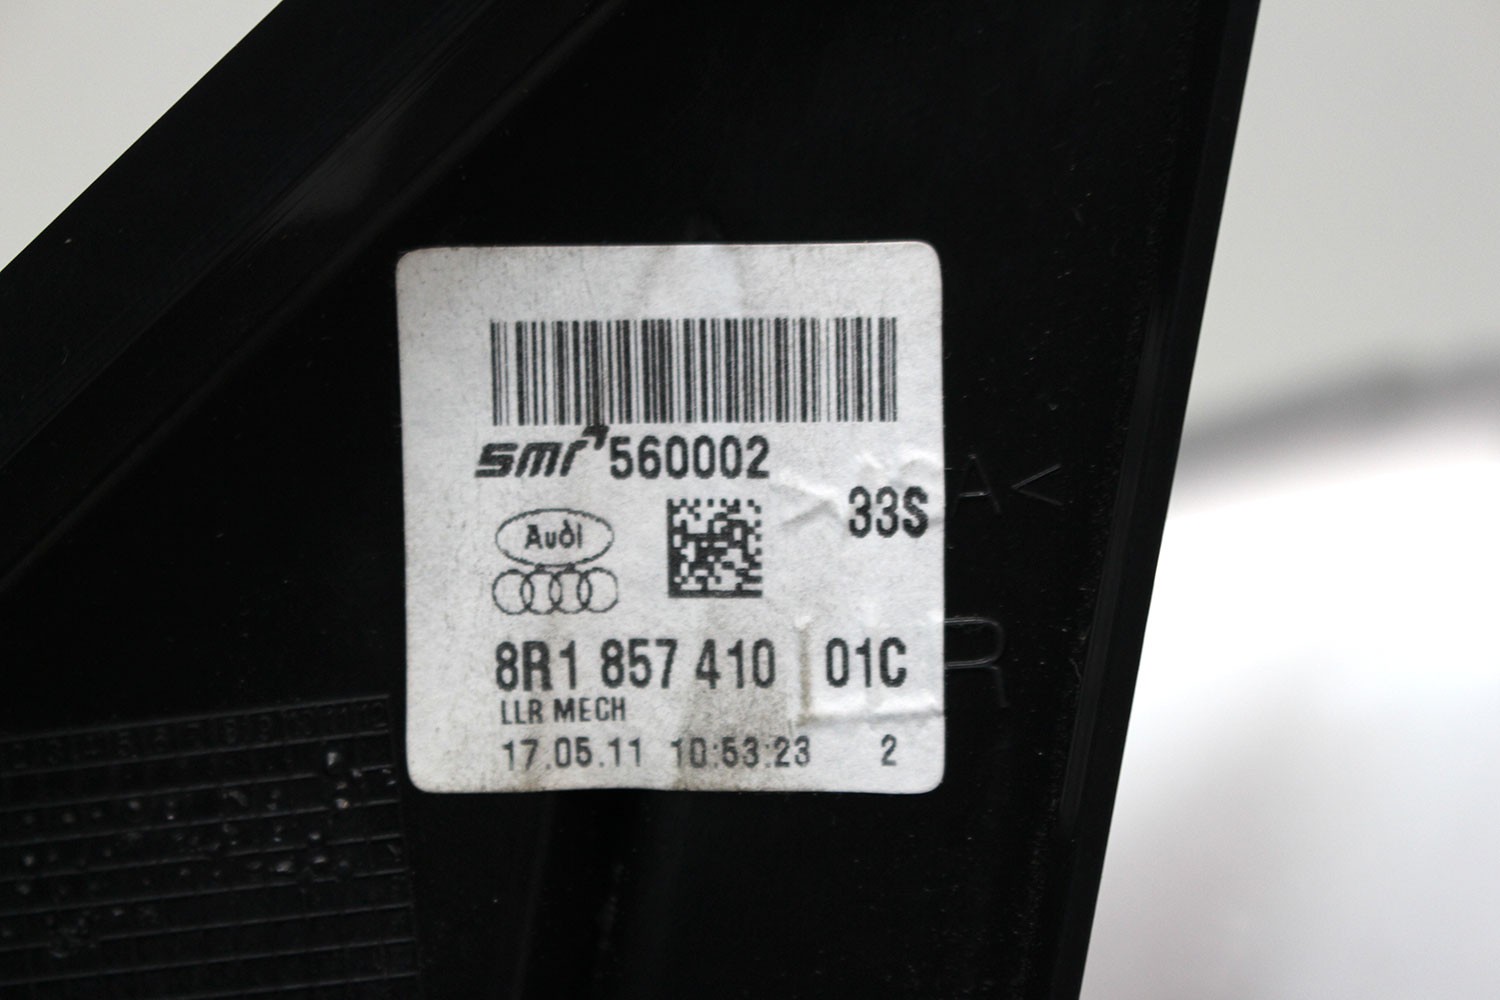 smr 560002
33S
Audi
8R1 857 410 01C
LLR MECH
17.05.11 10:53:23 2
A<
R